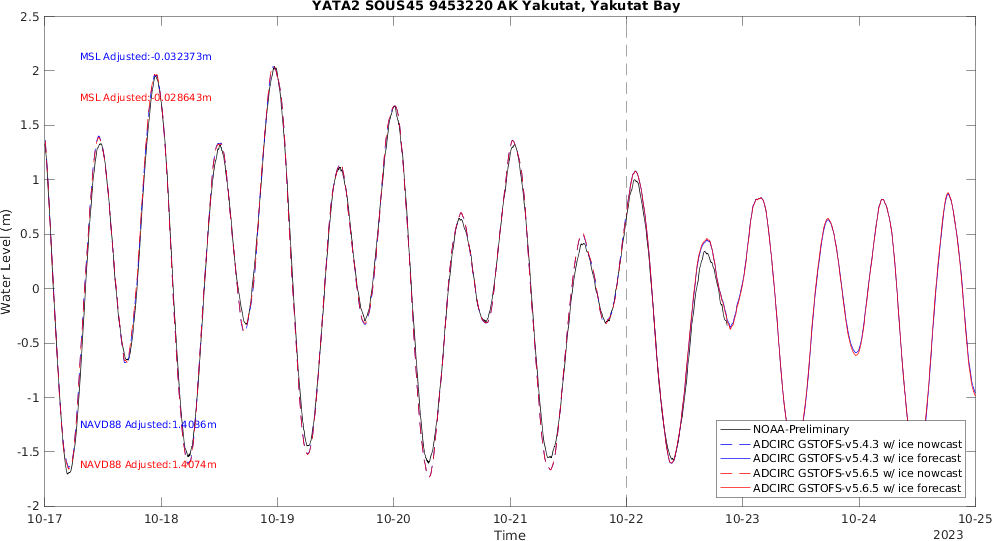 YATA2 SOUS45 9453220 AK Yakutat, Yakutat Bay
2.5
2
1.5
1
0.5
0
-0.5
-1
-1.5
-2
Water Level (m)
MSL Adjusted:-0.032373m
MSL Adjusted:-0.028643m
NAVD88 Adjusted:1.4036m
NAVD88 Adjusted:1.4074m
NOAA-Preliminary
ADCIRC GSTOFS-v5.4.3 w/ ice nowcast
ADCIRC GSTOFS-v5.4.3 w/ ice forecast
ADCIRC GSTOFS-v5.6.5 w/ ice nowcast
ADCIRC GSTOFS-v5.6.5 w/ ice forecast
10-17 10-18 10-19 10-20 10-21 10-22 10-23 10-24 10-25
Time
2023